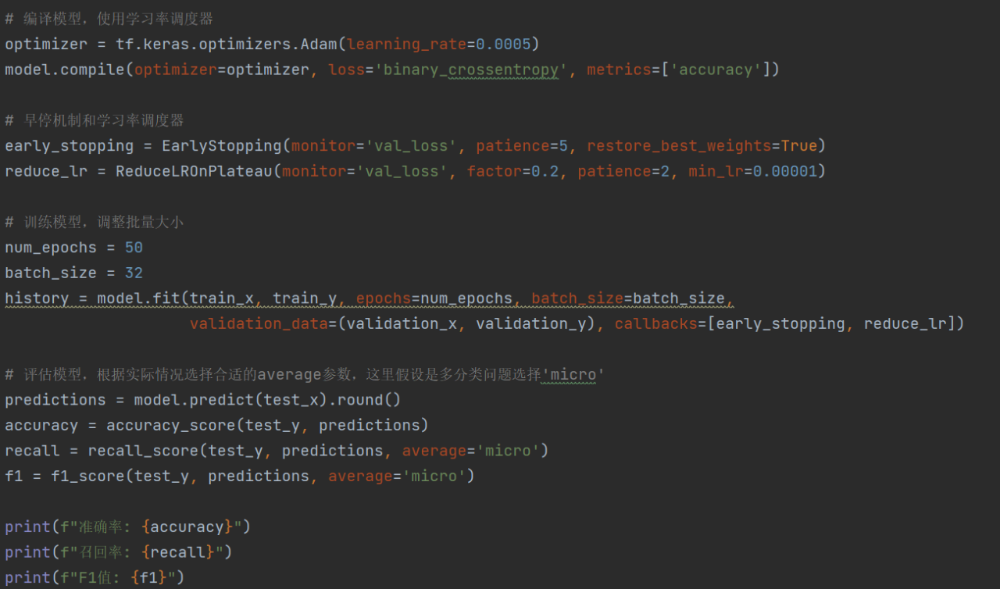 # 编译模型，使用学习率调度器
optimizer = tf.keras.optimizers.Adam(learning_rate=0.0005)
model.compile(optimizer=optimizer, loss='binary_crossentropy', metrics=['accuracy'])
# 早停机制和学习率调度器
early_stopping = EarlyStopping(monitor='val_loss', patience=5, restore_best_weights=True)
reduce_lr = ReduceLROnPlateau(monitor='val_loss', factor=0.2, patience=2, min_lr=0.00001)
# 训练模型，调整批量大小
num_epochs = 50
batch_size = 32
history = model.fit(train_x, train_y, epochs=num_epochs, batch_size=batch_size,
validation_data=(validation_x, validation_y), callbacks=[early_stopping, reduce_lr])
# 评估模型，根据实际情况选择合适的average参数，这里假设是多分类问题选择'micro'
predictions = model.predict(test_x).round()
accuracy = accuracy_score(test_y, predictions)
recall = recall_score(test_y, predictions, average='micro')
f1 = f1_score(test_y, predictions, average='micro')
print(f"准确率: {accuracy}")
print(f"召回率: {recall}")
print(f"F1值: {f1}")